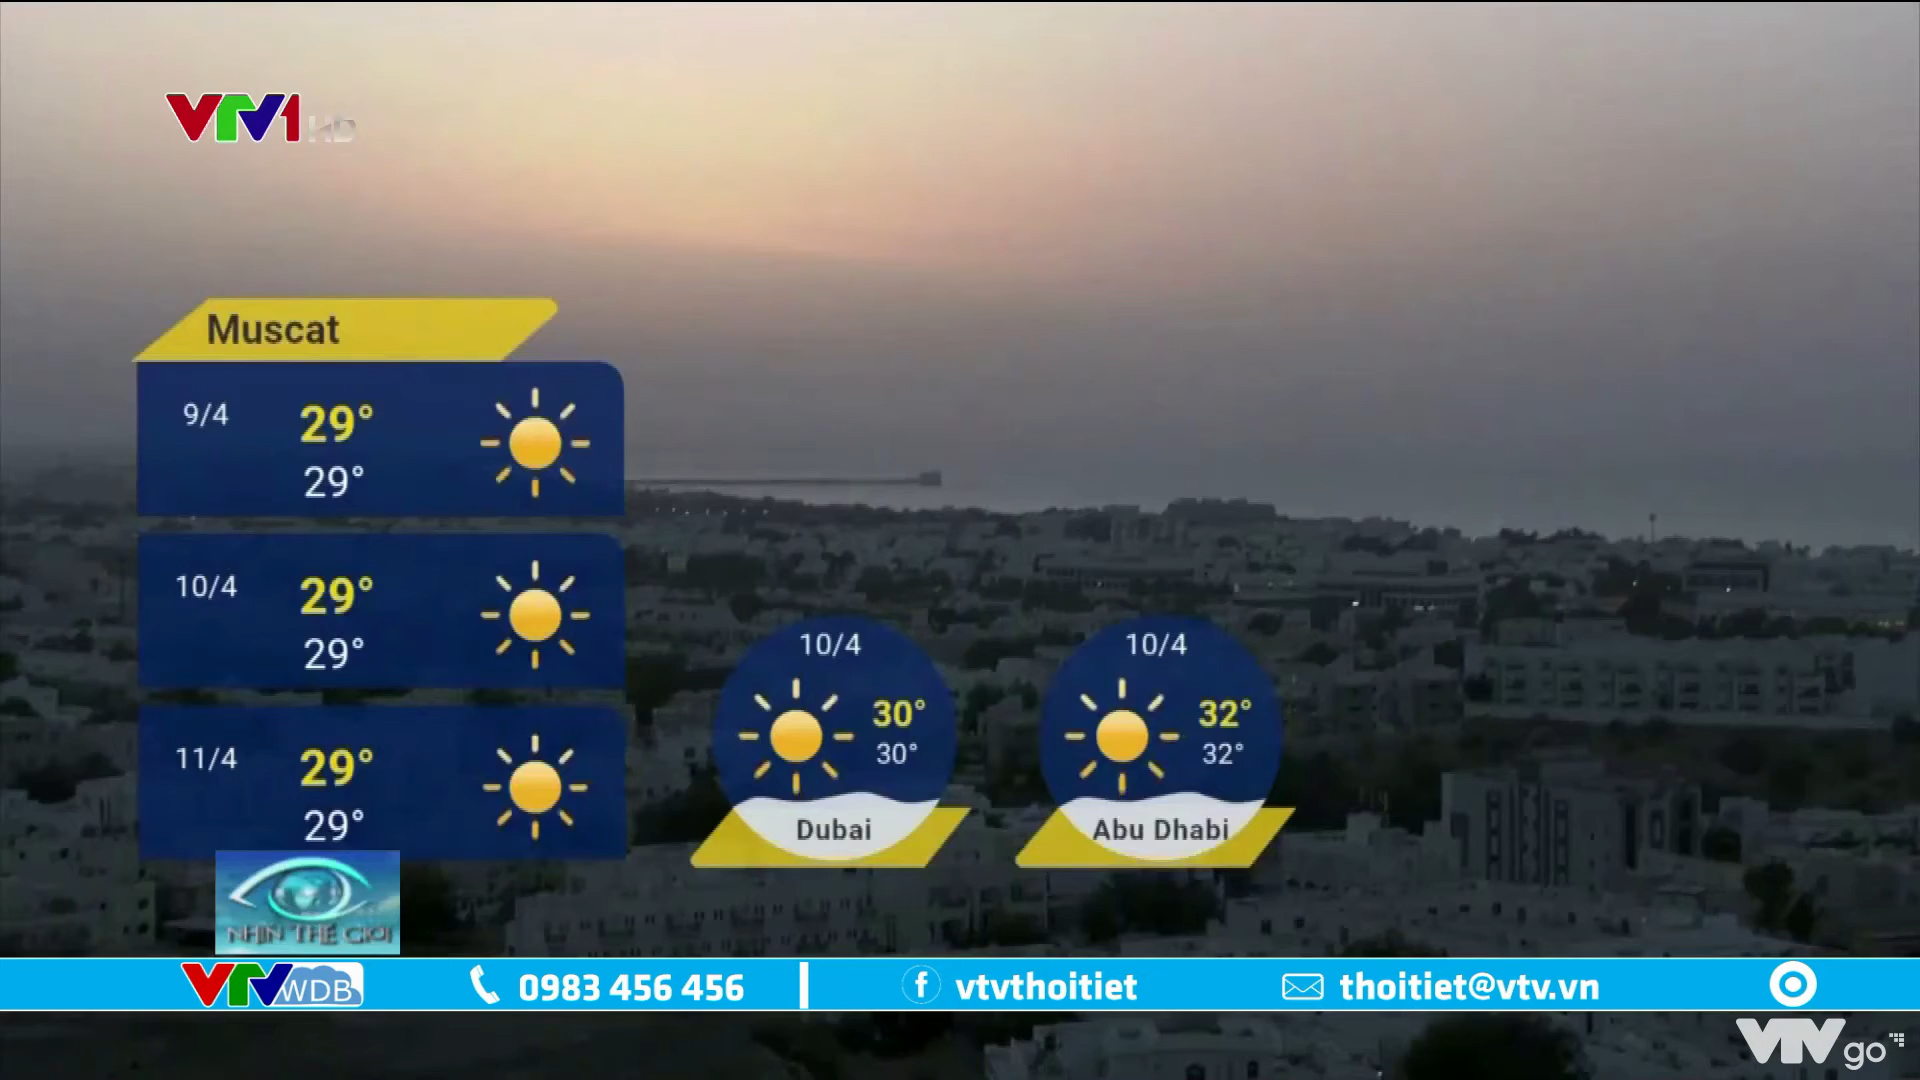 VTV1 HD
Muscat
9/4 29°
29°
10/4 29°
29°
11/4 29°
29°
10/4
30°
30°
Dubai
10/4
32°
32°
Abu Dhabi
NHÌN THẾ GIỚI
VTV WDB 0983 456 456 vtvthoitiet thoitiet@vtv.vn
VTV go